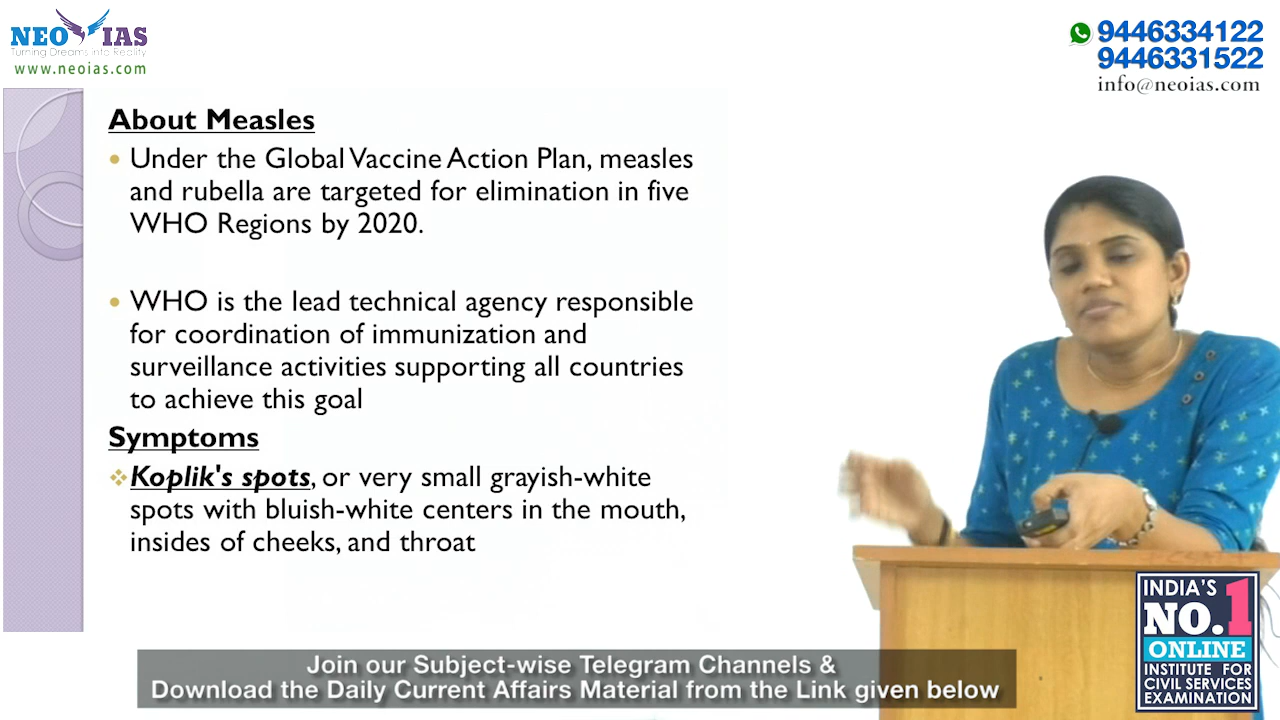 NEO IAS
Turning Dreams into Reality
www.neoias.com
9446334122
9446331522
info@neoias.com
About Measles
Under the Global Vaccine Action Plan, measles
and rubella are targeted for elimination in five
WHO Regions by 2020.
WHO is the lead technical agency responsible
for coordination of immunization and
surveillance activities supporting all countries
to achieve this goal
Symptoms
Koplik's spots, or very small grayish-white
spots with bluish-white centers in the mouth,
insides of cheeks, and throat
INDIA'S
NO.1
ONLINE
INSTITUTE FOR
CIVIL SERVICES
EXAMINATION
Join our Subject-wise Telegram Channels &
Download the Daily Current Affairs Material from the Link given below